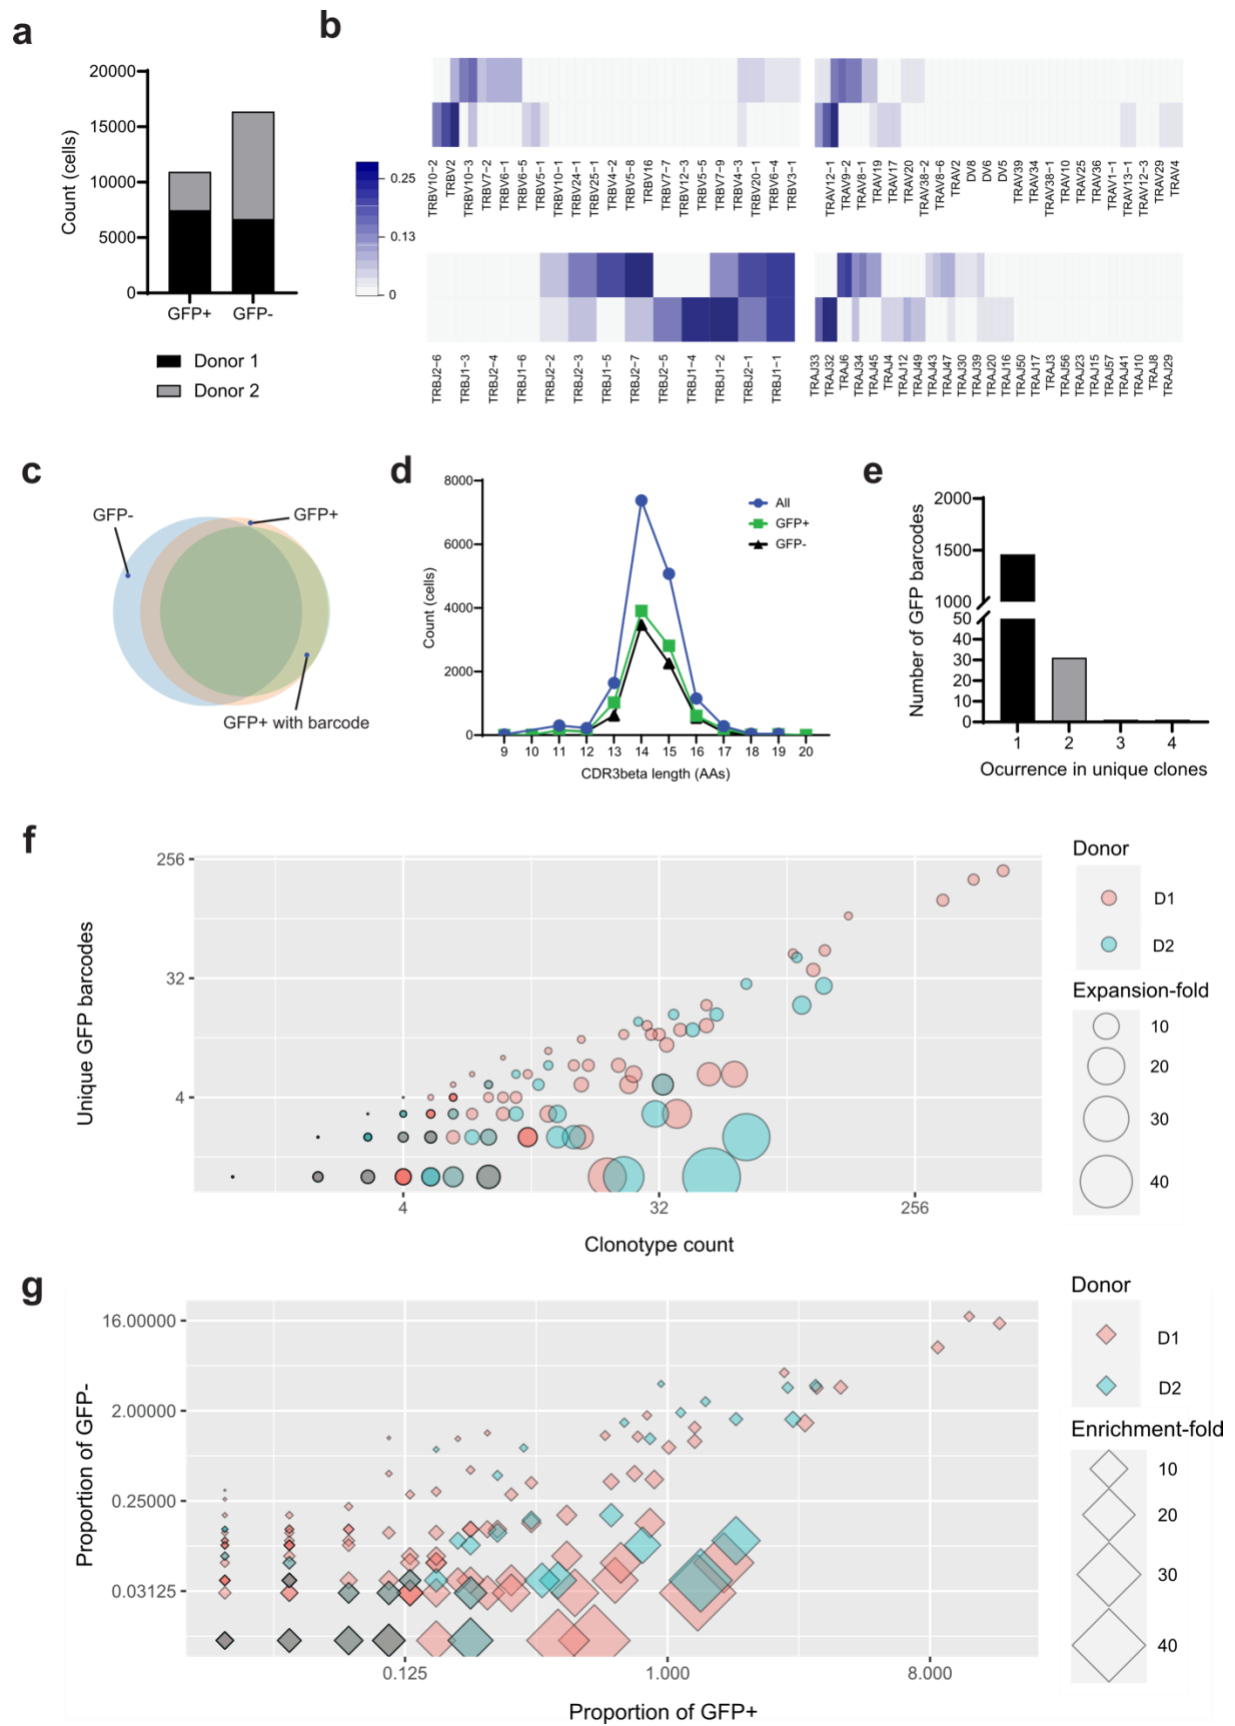 a
20000
15000
10000
5000
0
Count (cells)
GFP+
GFP-
Donor 1
Donor 2
b
0.25
0.13
0
TRBV10-2
TRBV2
TRBV10-3
TRBV7-2
TRBV6-1
TRBV6-5
TRBV5-1
TRBV10-1
TRBV24-1
TRBV25-1
TRBV5-4
TRBV5-8
TRBV16
TRBV7-7
TRBV12-3
TRBV5-5
TRBV7-9
TRBV4-3
TRBV20-1
TRBV6-4
TRBV3-1
TRAV12-1
TRAV9-2
TRAV8-1
TRAV19
TRAV17
TRAV20
TRAV38-2
TRAV8-6
TRAV2
DV8
DV6
DV5
TRAV39
TRAV34
TRAV38-1
TRAV10
TRAV25
TRAV36
TRAV1-1
TRAV13-1
TRAV12-3
TRAV29
TRAV4
TRBJ2-6
TRBJ1-3
TRBJ2-4
TRBJ1-6
TRBJ2-2
TRBJ2-3
TRBJ1-5
TRBJ2-7
TRBJ2-5
TRBJ1-4
TRBJ1-2
TRBJ2-1
TRBJ1-1
TRAJ33
TRAJ32
TRAJ6
TRAJ34
TRAJ45
TRAJ4
TRAJ12
TRAJ49
TRAJ43
TRAJ47
TRAJ30
TRAJ39
TRAJ20
TRAJ16
TRAJ50
TRAJ17
TRAJ3
TRAJ56
TRAJ23
TRAJ15
TRAJ57
TRAJ41
TRAJ10
TRAJ8
TRAJ29
c
GFP-
GFP+
GFP+ with barcode
d
8000
6000
4000
2000
0
Count (cells)
All
GFP+
GFP-
9 10 11 12 13 14 15 16 17 18 19 20
CDR3beta length (AAs)
e
2000
1500
1000
50
40
30
20
10
0
Number of GFP barcodes
1 2 3 4
Ocurrence in unique clones
f
256
32
4
Unique GFP barcodes
4 32 256
Clonotype count
Donor
D1
D2
Expansion-fold
10
20
30
40
g
16.00000
2.00000
0.25000
0.03125
Proportion of GFP-
0.125 1.000 8.000
Proportion of GFP+
Donor
D1
D2
Enrichment-fold
10
20
30
40